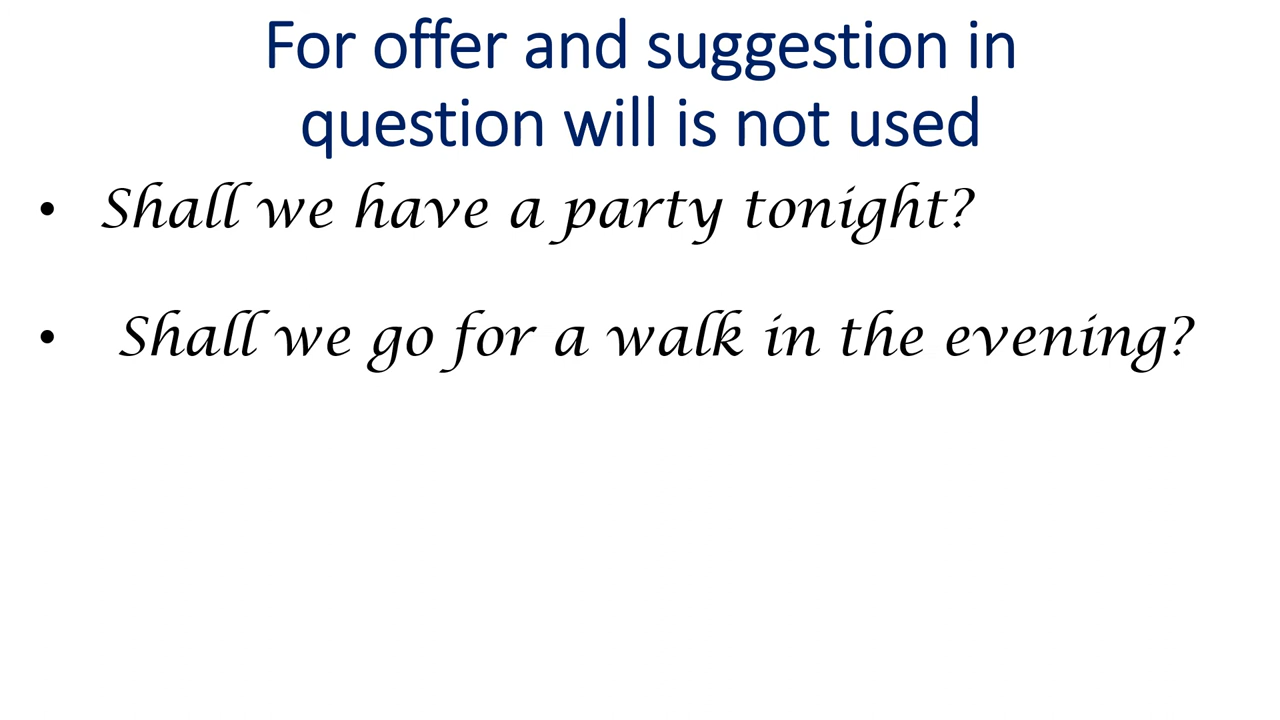 For offer and suggestion in
question will is not used
• Shall we have a party tonight?
• Shall we go for a walk in the evening?